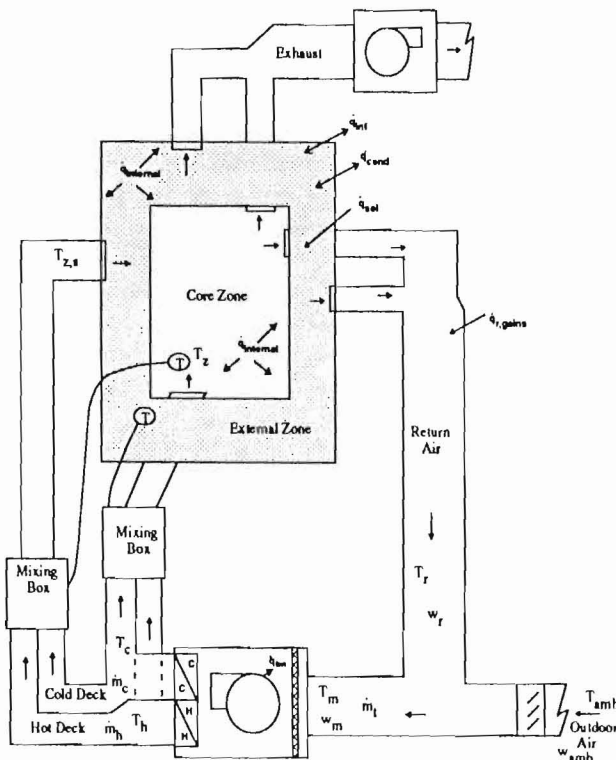 Exhaust
q̇inf
q̇cond
q̇internal
q̇sol
Tz,s
Core Zone
q̇r,gains
q̇internal
Tz
T
T
External Zone
Return
Air
Mixing
Box
Mixing
Box
Tr
wr
Tc
C
C
q̇fan
Tm
ṁt
Tamb
Cold Deck
ṁc
H
H
Outdoor
Air
Hot Deck
ṁh
Th
wm
wamb